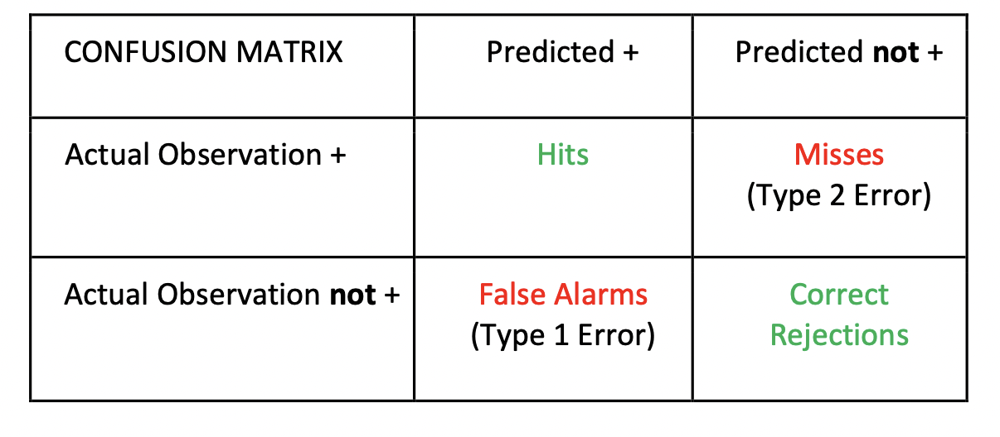 CONFUSION MATRIX
Predicted +
Predicted not +
Actual Observation +
Hits
Misses
(Type 2 Error)
Actual Observation not +
False Alarms
(Type 1 Error)
Correct
Rejections